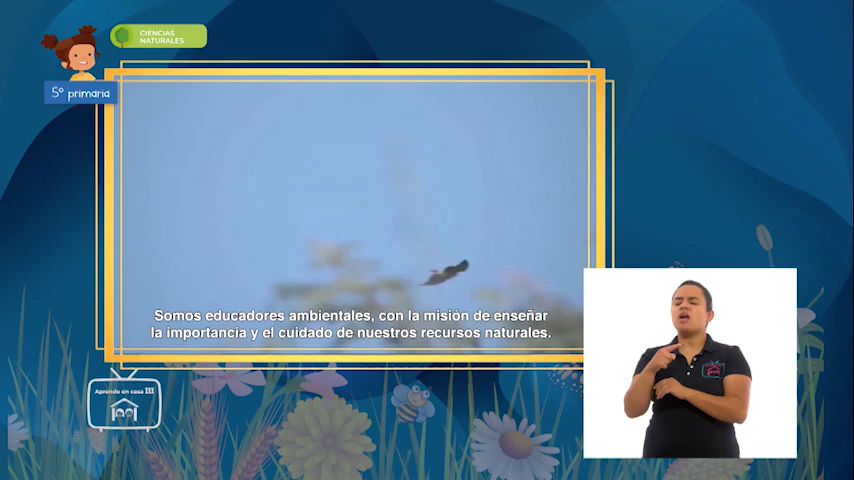 CIENCIAS
NATURALES
5° primaria
Somos educadores ambientales, con la misión de enseñar
la importancia y el cuidado de nuestros recursos naturales.
Aprende en casa III